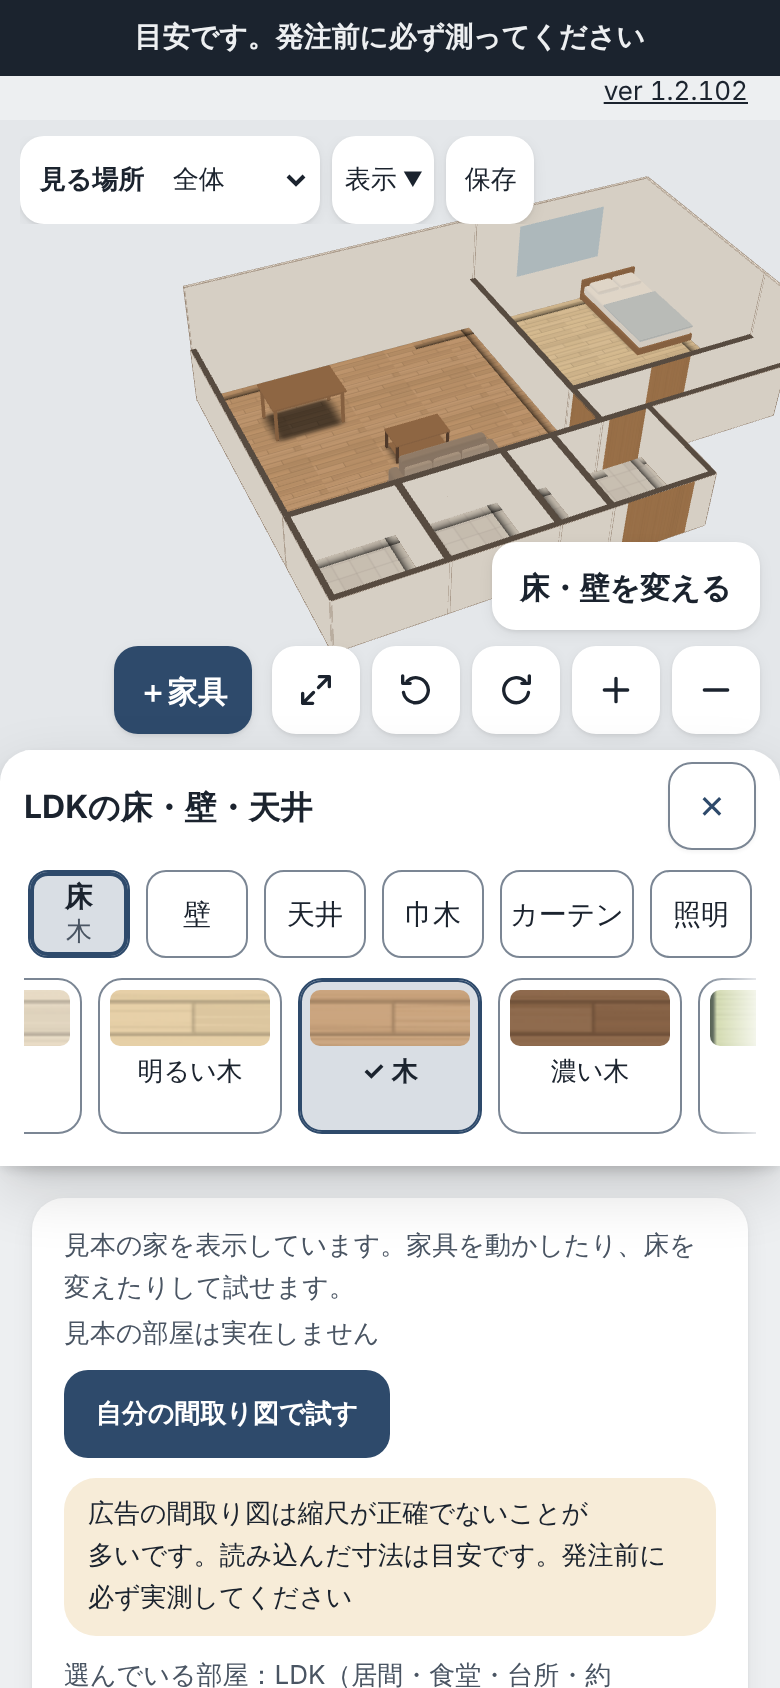 目安です。発注前に必ず測ってください
ver 1.2.102
見る場所 全体 表示 ▼ 保存
床・壁を変える
＋家具
LDKの床・壁・天井
床
木
壁
天井
巾木
カーテン
照明
明るい木
✓ 木
濃い木
見本の家を表示しています。家具を動かしたり、床を
変えたりして試せます。
見本の部屋は実在しません
自分の間取り図で試す
広告の間取り図は縮尺が正確でないことが
多いです。読み込んだ寸法は目安です。発注前に
必ず実測してください
選んでいる部屋：LDK（居間・食堂・台所・約